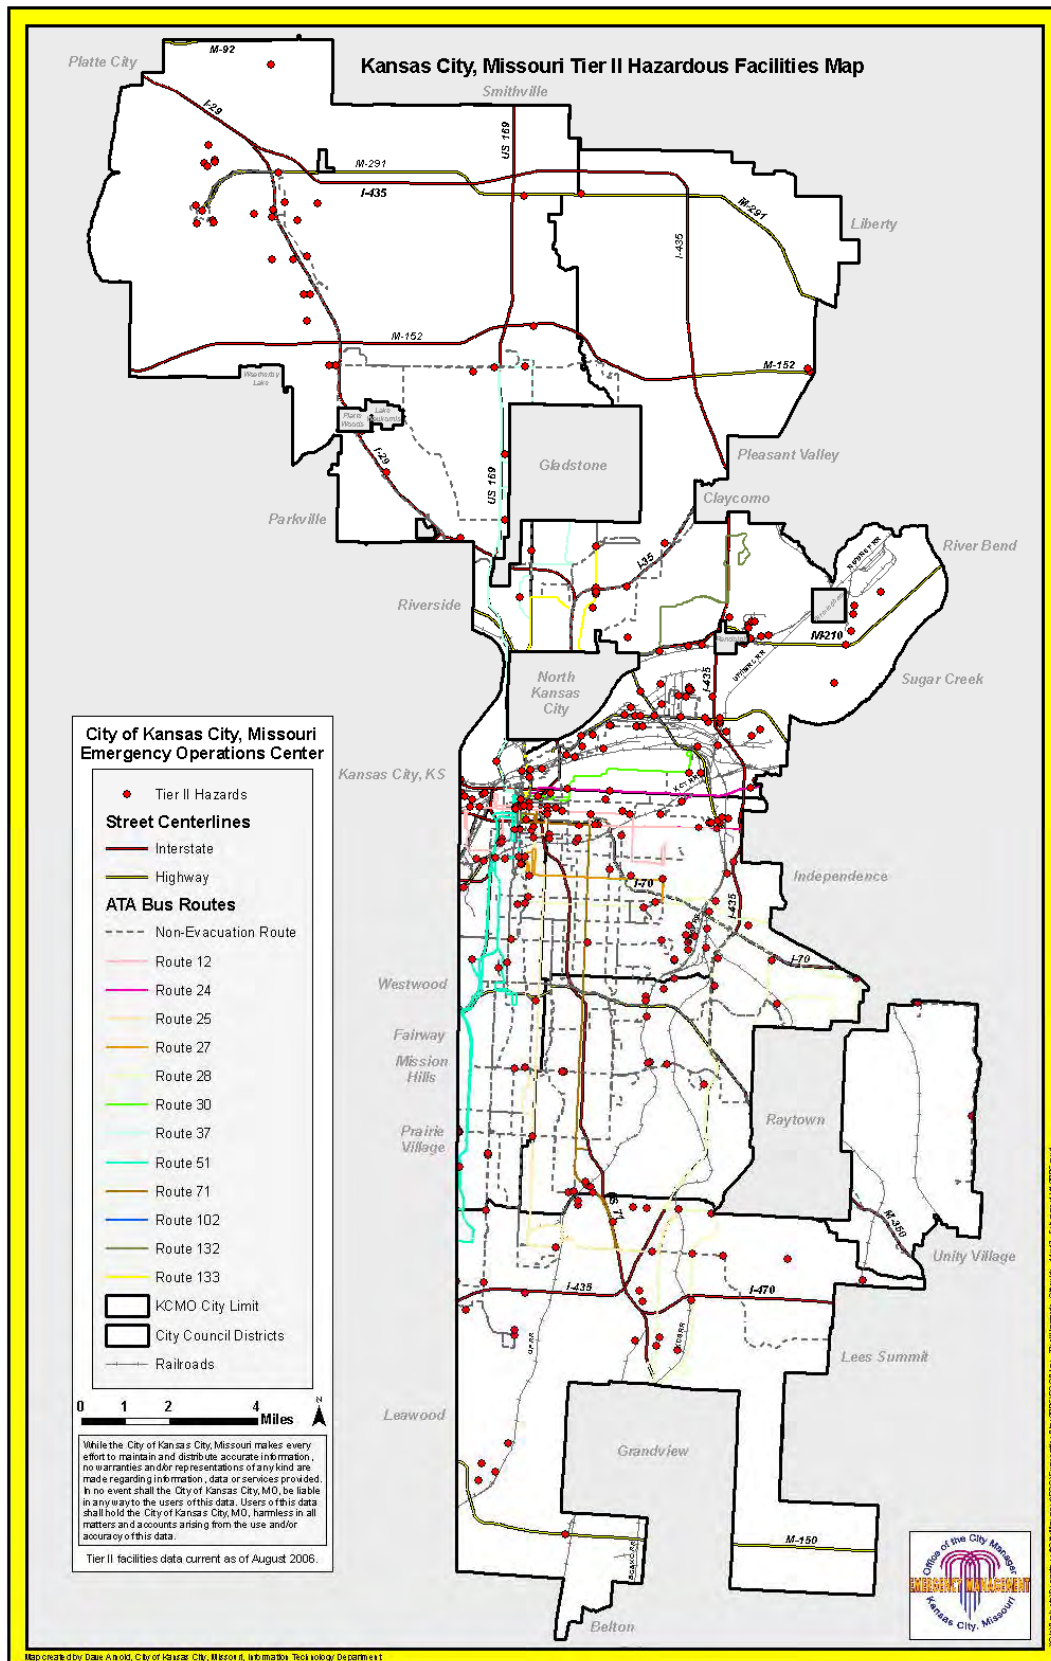 Kansas City, Missouri Tier II Hazardous Facilities Map
Platte City
M-92
Smithville
I-29
US 169
M-291
I-435
M-291
Liberty
I-435
M-152
M-152
Weatherby
Lake
Platte
Woods
Lake
I-29
US 169
Gladstone
Pleasant Valley
Claycomo
Parkville
River Bend
I-35
Riverside
M-210
North
Kansas
City
I-435
Sugar Creek
Kansas City, KS
I-70
Independence
I-435
I-70
Westwood
Fairway
Mission
Hills
Raytown
Prairie
Village
71
M-350
Unity Village
I-435
I-470
Lees Summit
Leawood
Grandview
M-150
Belton
City of Kansas City, Missouri
Emergency Operations Center
Tier II Hazards
Street Centerlines
Interstate
Highway
ATA Bus Routes
Non-Evacuation Route
Route 12
Route 24
Route 25
Route 27
Route 28
Route 30
Route 37
Route 51
Route 71
Route 102
Route 132
Route 133
KCMO City Limit
City Council Districts
Railroads
0 1 2 4
Miles
N
While the City of Kansas City, Missouri makes every
effort to maintain and distribute accurate information,
no warranties and/or representations of any kind are
made regarding information, data or services provided.
In no event shall the City of Kansas City, MO, be liable
in any way to the users of this data. Users of this data
shall hold the City of Kansas City, MO, harmless in all
matters and accounts arising from the use and/or
accuracy of this data.
Tier II facilities data current as of August 2006.
Office of the City Manager
EMERGENCY MANAGEMENT
Kansas City, Missouri
Map created by Dave Arnold, City of Kansas City, Missouri, Information Technology Department